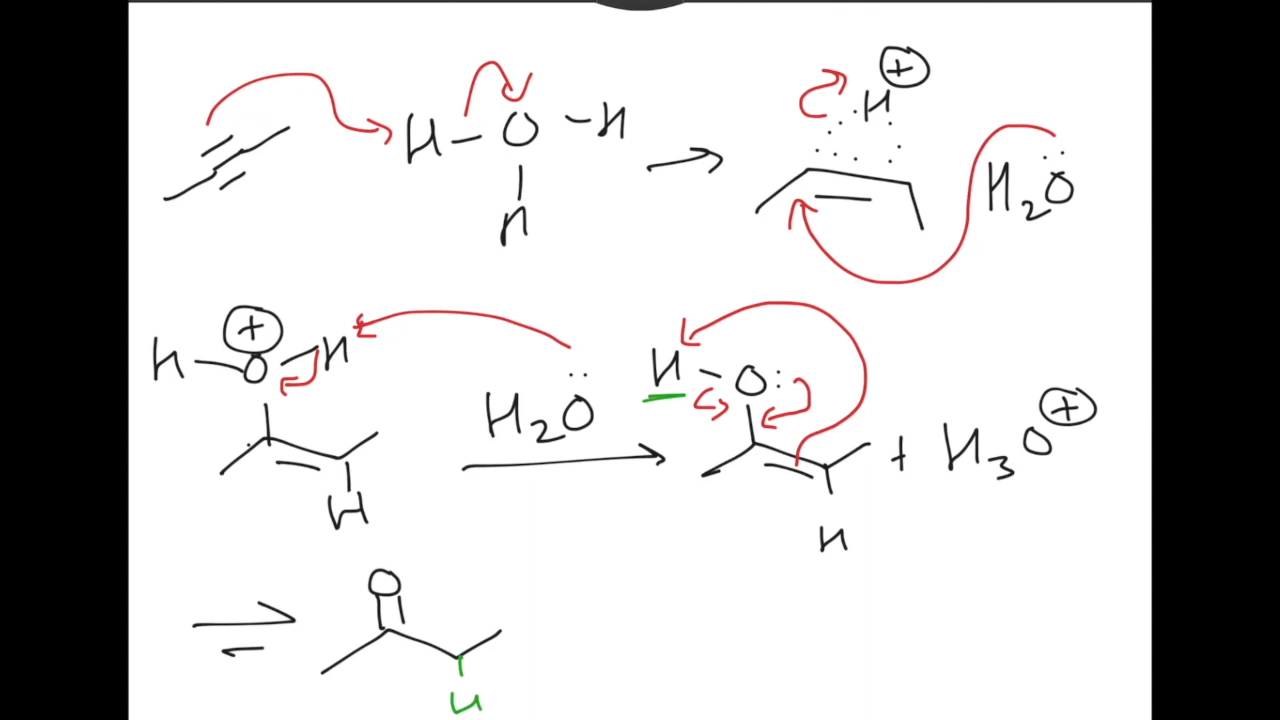 H
⊕
H – O – H
H
H₂O
⊕
H – O – H
H
H₂O
H – O :
H
+ H₃O⊕
O
H